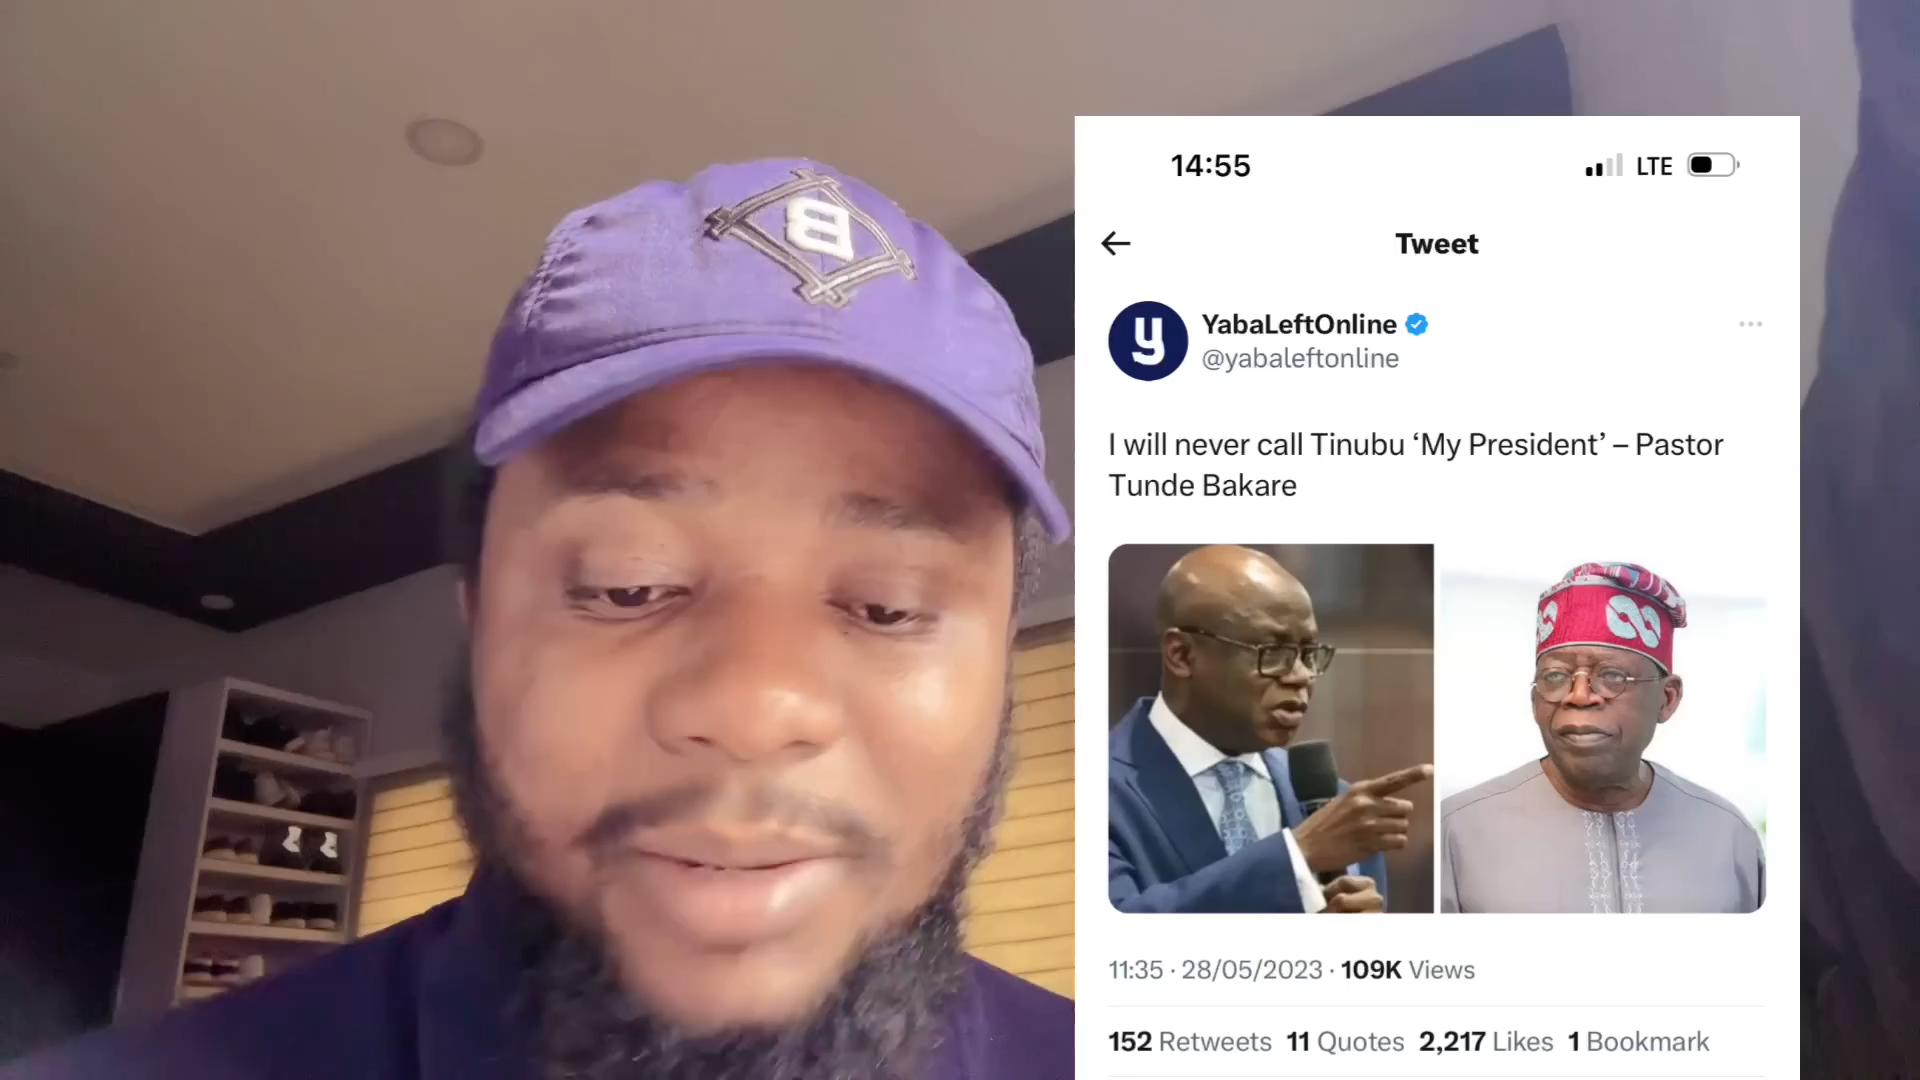 B
14:55
LTE
Tweet
y
YabaLeftOnline
@yabaleftonline
I will never call Tinubu ‘My President’ – Pastor
Tunde Bakare
11:35 · 28/05/2023 · 109K Views
152 Retweets 11 Quotes 2,217 Likes 1 Bookmark